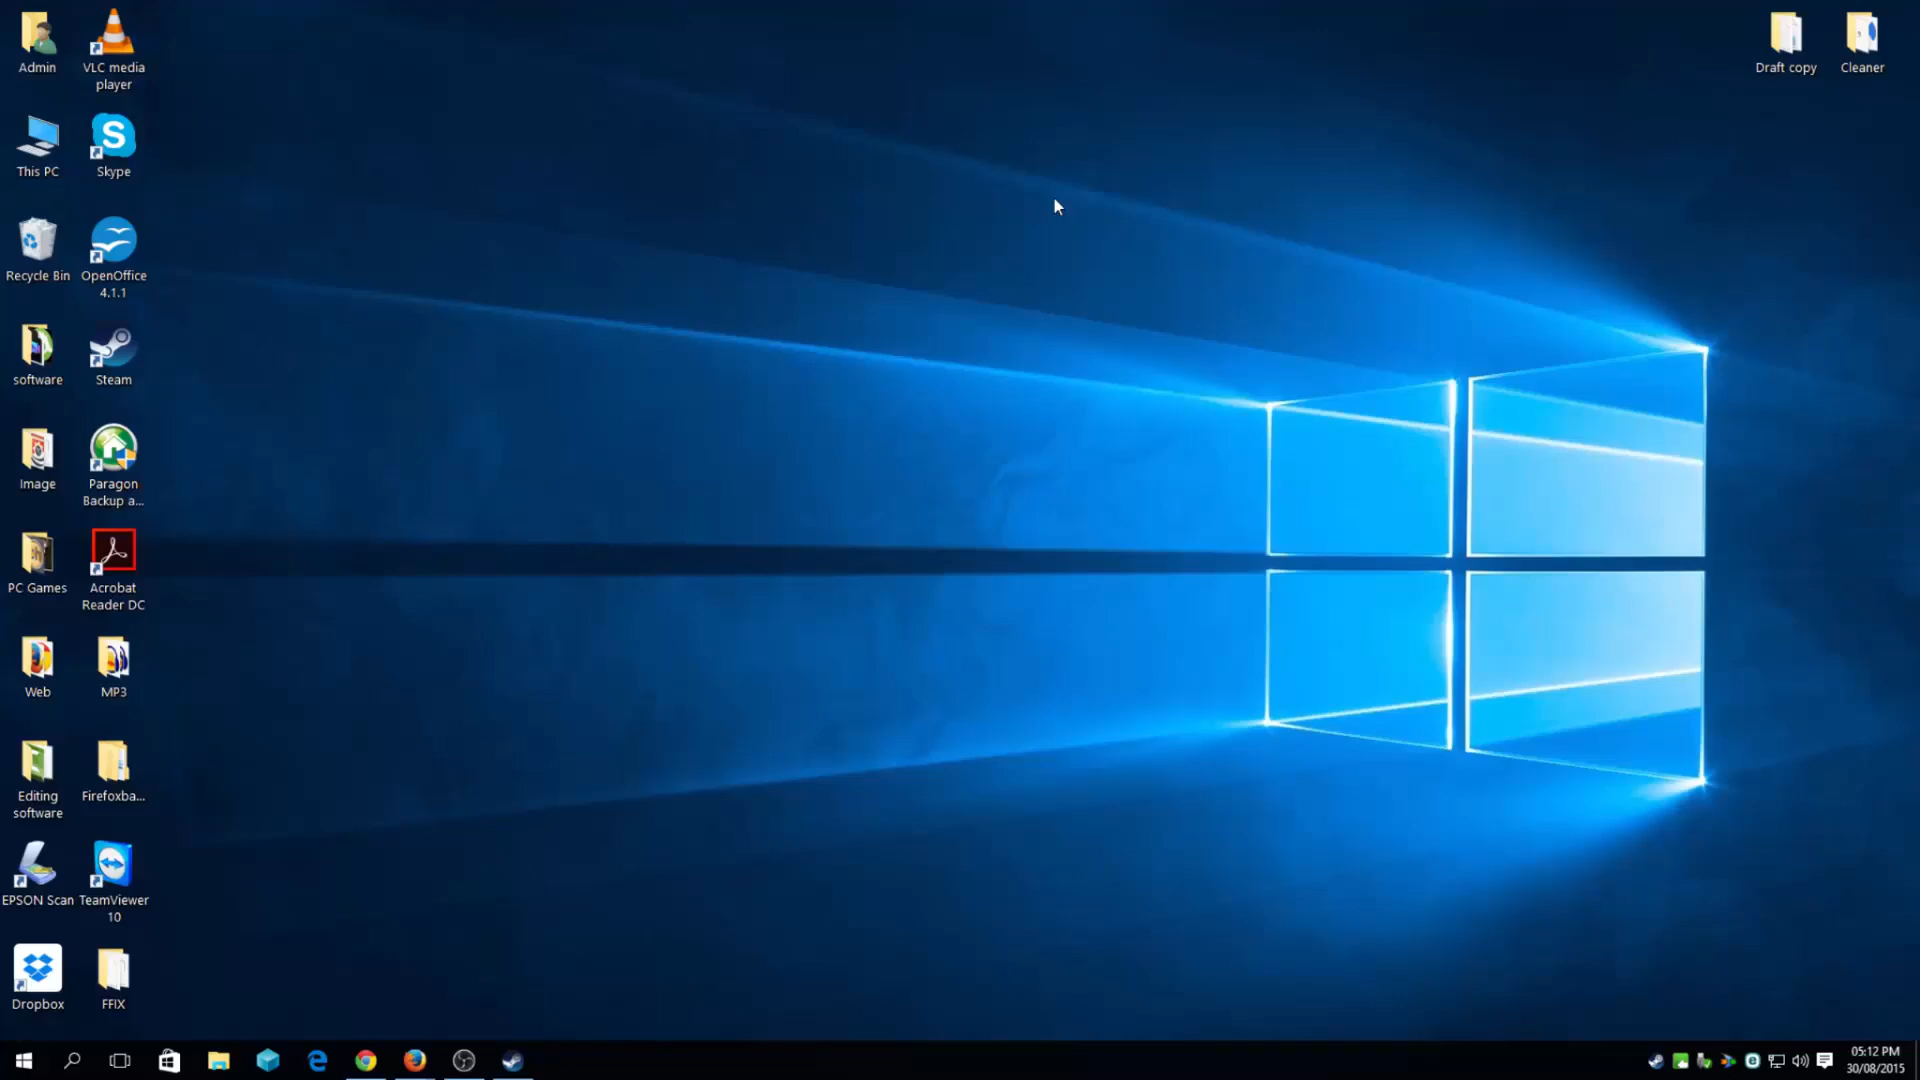 Admin
VLC media
player
This PC
Skype
Recycle Bin
OpenOffice
4.1.1
software
Steam
Image
Paragon
Backup a...
PC Games
Acrobat
Reader DC
Web
MP3
Editing
software
Firefoxba...
EPSON Scan
TeamViewer
10
Dropbox
FFIX
Draft copy
Cleaner
05:12 PM
30/08/2015